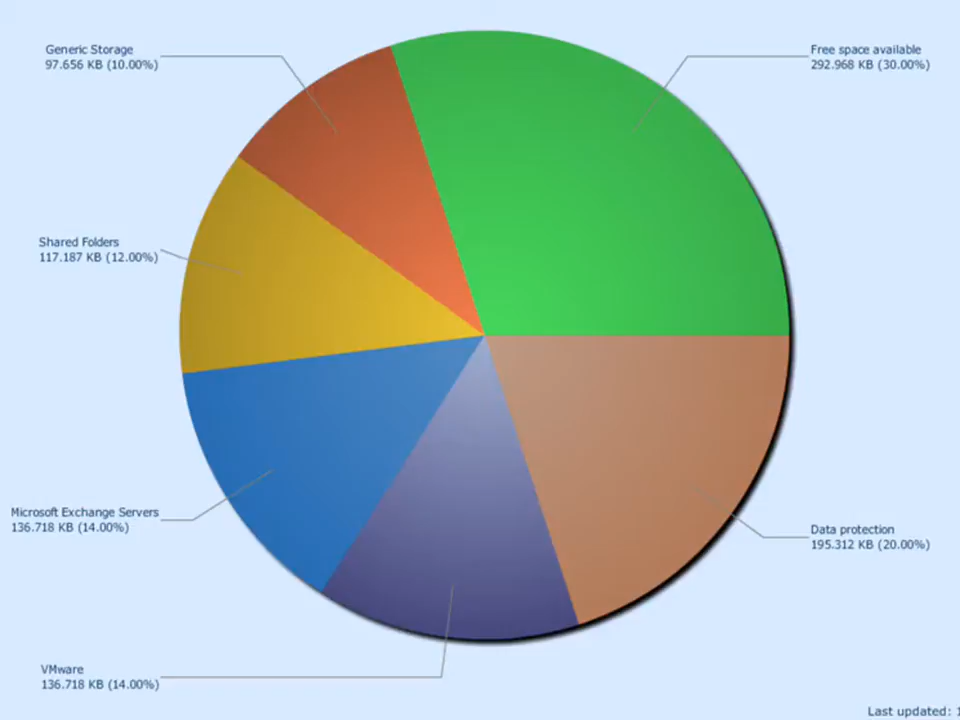 Generic Storage
97.656 KB (10.00%)
Free space available
292.968 KB (30.00%)
Shared Folders
117.187 KB (12.00%)
Microsoft Exchange Servers
136.718 KB (14.00%)
Data protection
195.312 KB (20.00%)
VMware
136.718 KB (14.00%)
Last updated: